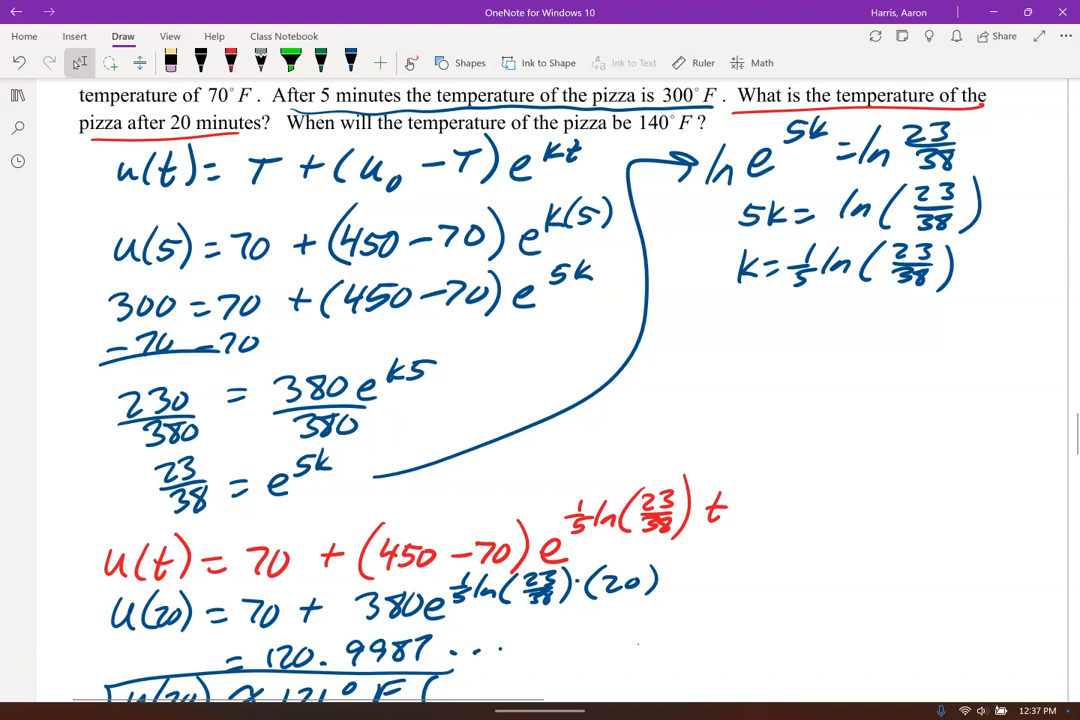 OneNote for Windows 10
Harris, Aaron
Home Insert Draw View Help Class Notebook
Share
Shapes Ink to Shape Ink to Text Ruler Math
temperature of 70°F . After 5 minutes the temperature of the pizza is 300°F . What is the temperature of the
pizza after 20 minutes? When will the temperature of the pizza be 140°F ?
u(t) = T + (u₀ - T) e^{kt}
u(5) = 70 + (450 - 70) e^{k(5)}
300 = 70 + (450 - 70) e^{5k}
-70 -70
230/380 = 380e^{k5}/380
23/38 = e^{5k}
ln e^{5k} = ln 23/38
5k = ln(23/38)
k = 1/5 ln(23/38)
u(t) = 70 + (450 - 70) e^{1/5 ln(23/38) t}
u(20) = 70 + 380e^{1/5 ln(23/38)·(20)}
= 120.9987...
u(20) ≈ 121°F
12:37 PM